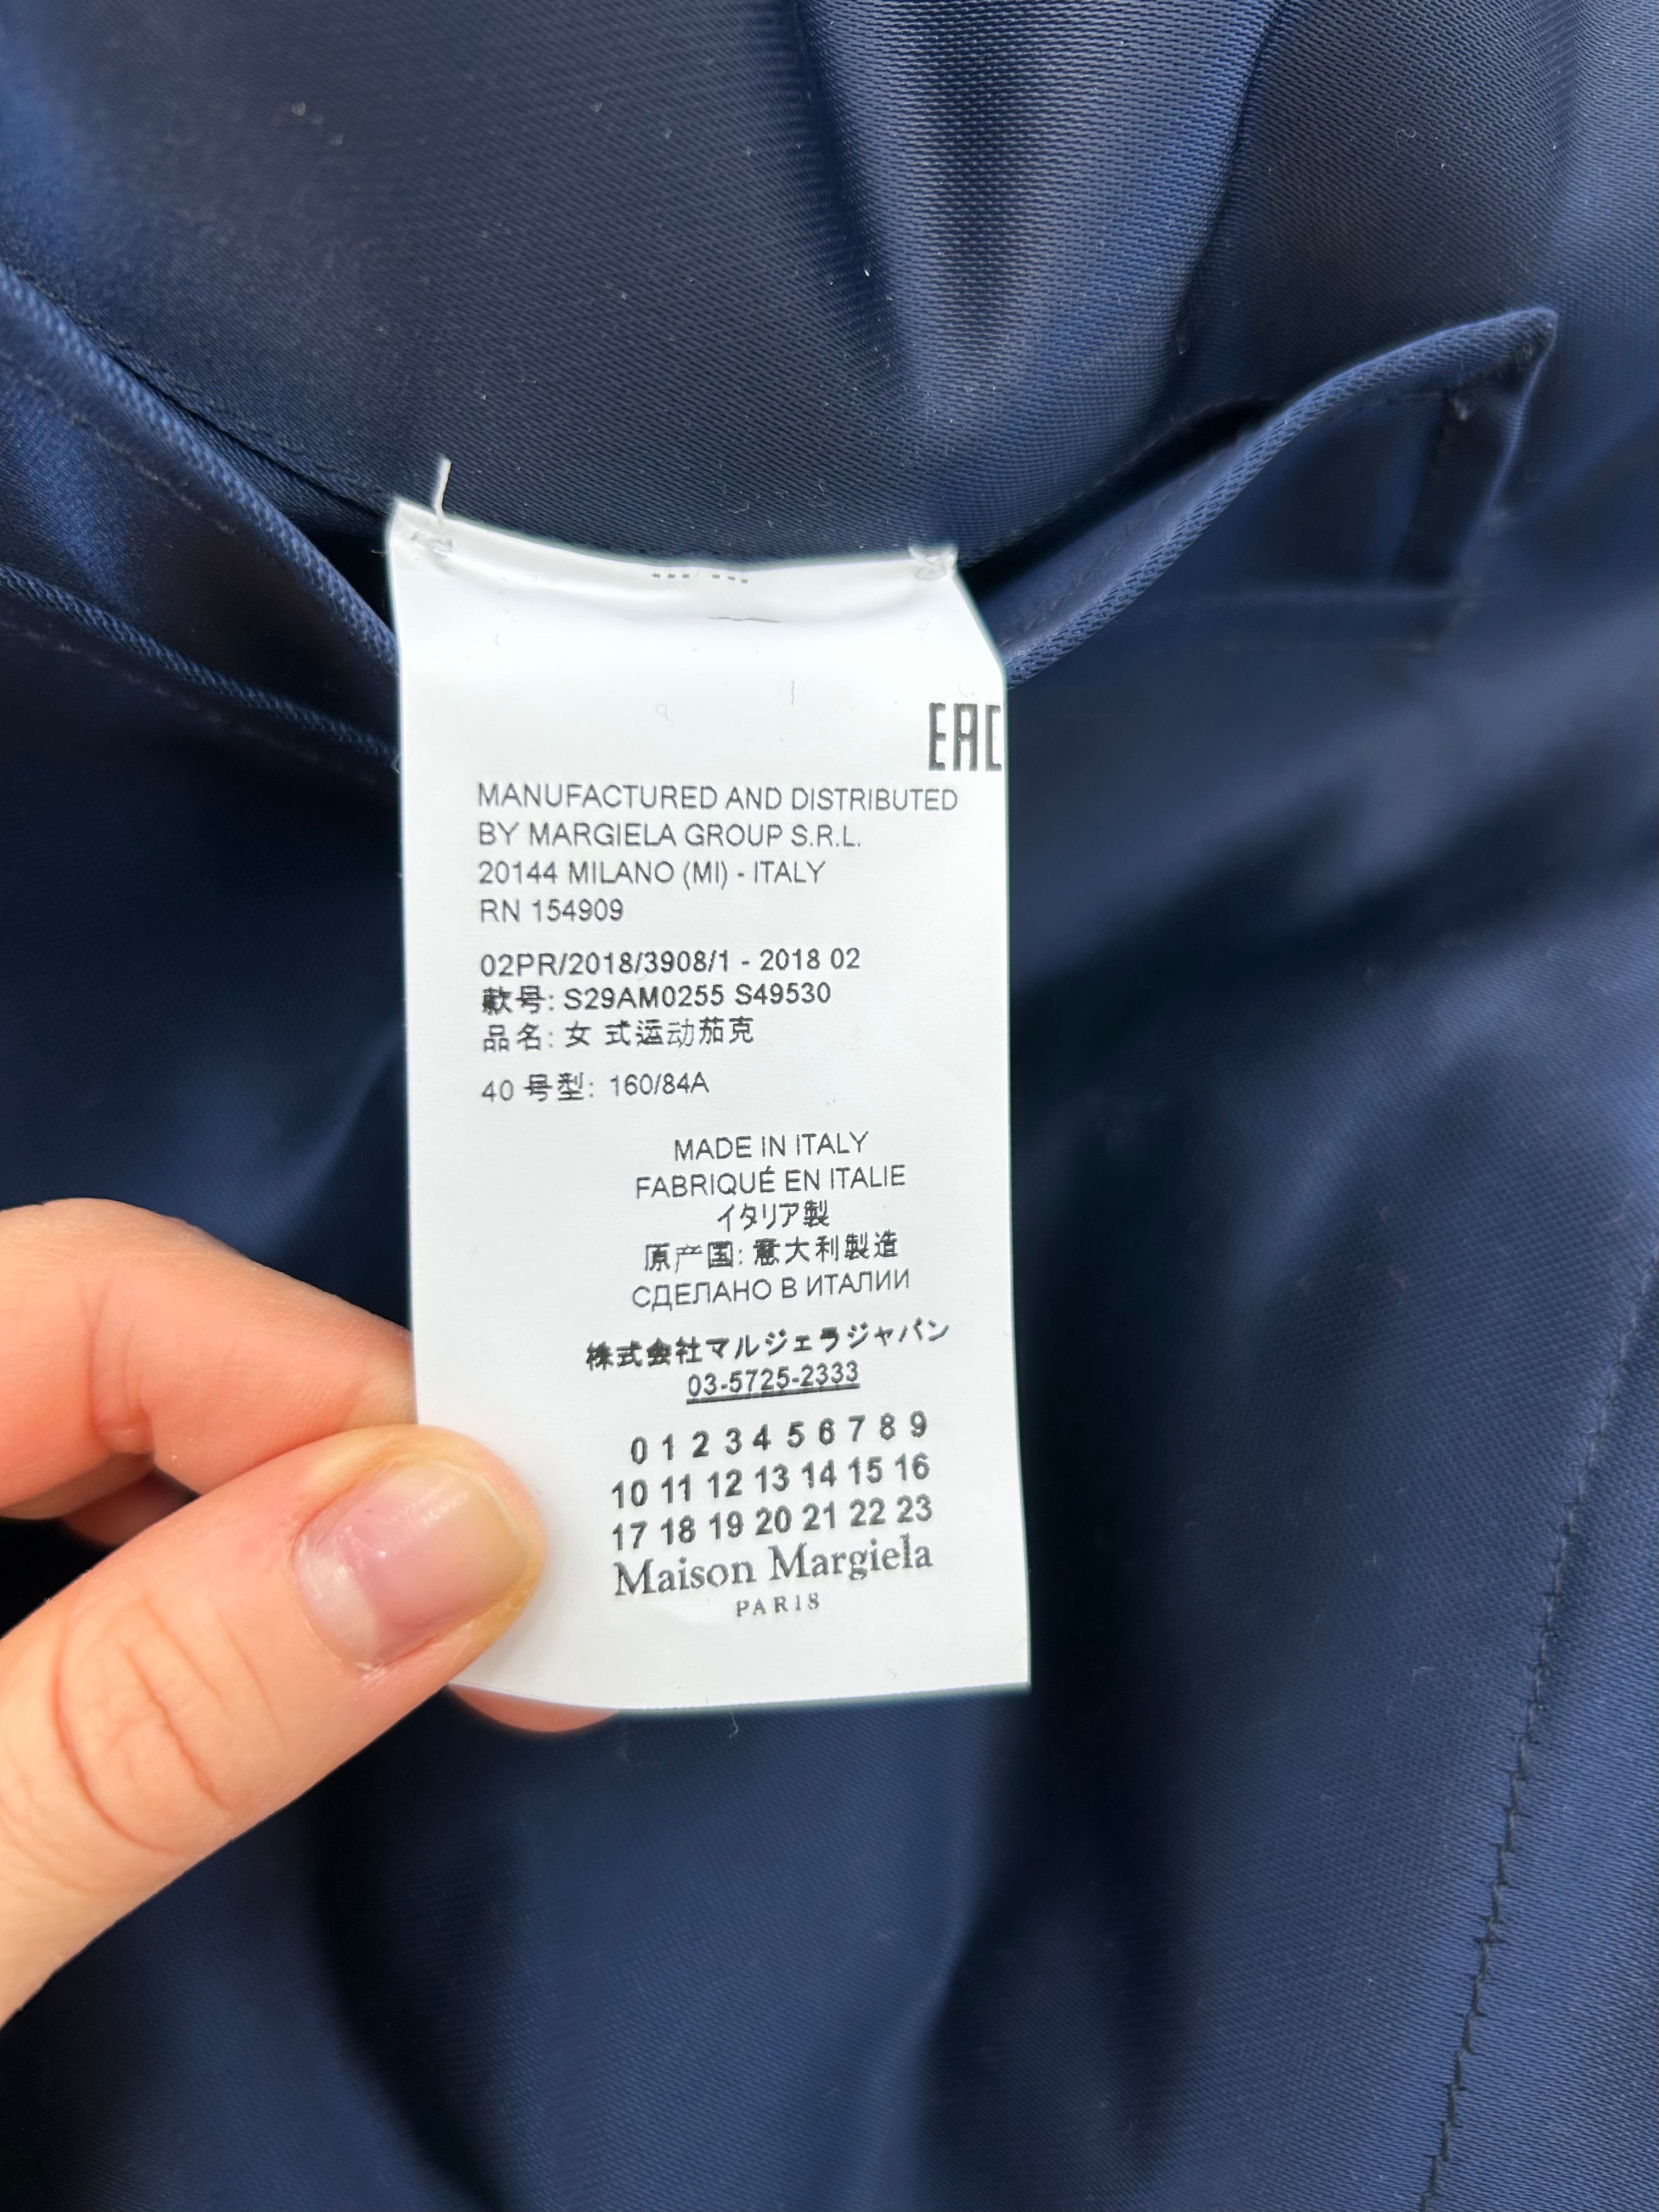 EAC
MANUFACTURED AND DISTRIBUTED
BY MARGIELA GROUP S.R.L.
20144 MILANO (MI) - ITALY
RN 154909
02PR/2018/3908/1 - 2018 02
款号: S29AM0255 S49530
品名: 女 式运动茄克
40 号型: 160/84A
MADE IN ITALY
FABRIQUÉ EN ITALIE
イタリア製
原产国: 意大利製造
СДЕЛАНО В ИТАЛИИ
株式会社マルジェラジャパン
03-5725-2333
0 1 2 3 4 5 6 7 8 9
10 11 12 13 14 15 16
17 18 19 20 21 22 23
Maison Margiela
PARIS